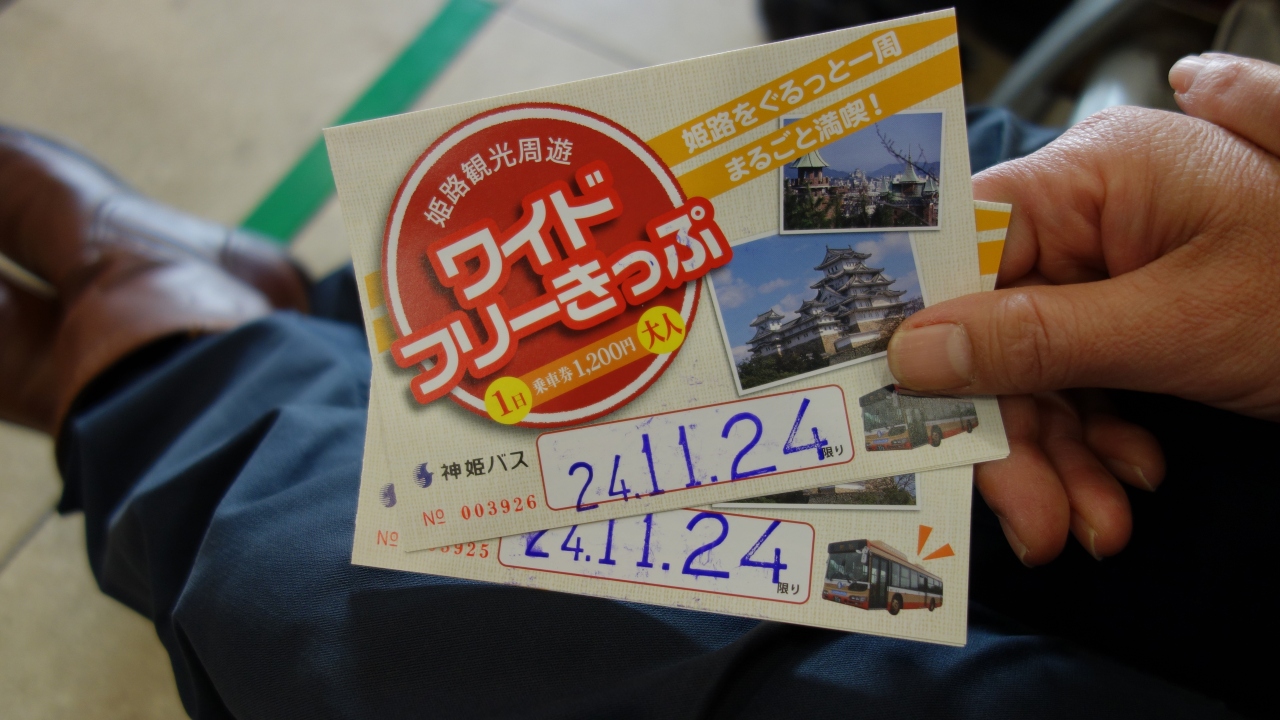 姫路をぐるっと一周
まるごと満喫！
姫路観光周遊
ワイド
フリーきっぷ
1日 乗車券1,200円 大人
神姫バス
24.11.24 限り
№ 003926
24.11.24 限り
№ 3925